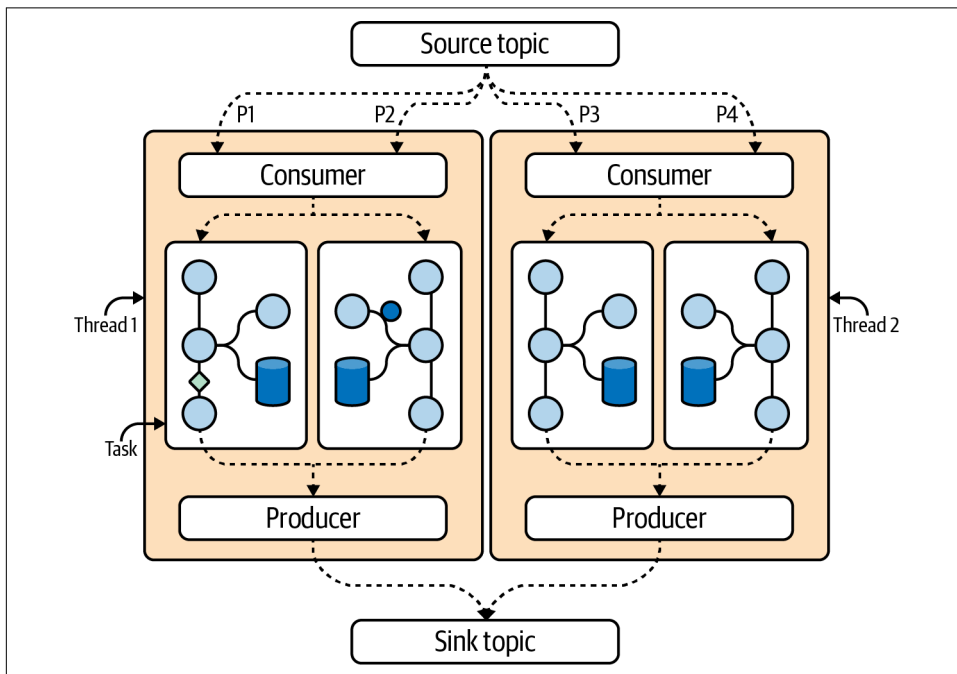 Source topic
P1
P2
P3
P4
Consumer
Consumer
Thread 1
Thread 2
Task
Producer
Producer
Sink topic